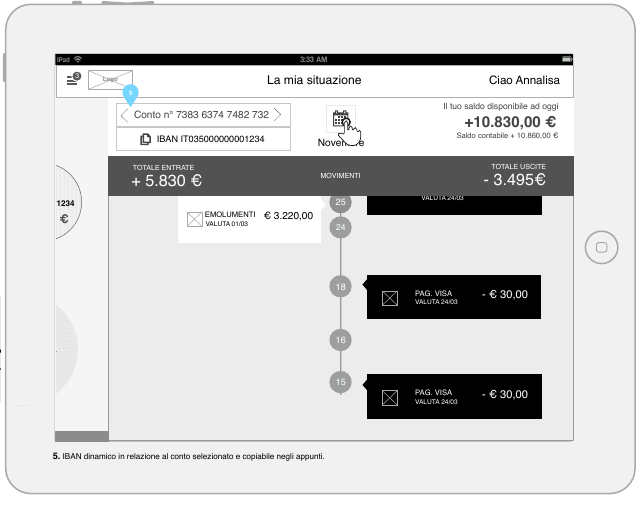 iPad
3:33 AM
3
Logo
La mia situazione
Ciao Annalisa
5
Conto n° 7383 6374 7482 732
IBAN IT035000000001234
Novembre
Il tuo saldo disponibile ad oggi
+10.830,00 €
Saldo contabile + 10.860,00 €
TOTALE ENTRATE
+ 5.830 €
MOVIMENTI
TOTALE USCITE
- 3.495€
1234
€
25
VALUTA 24/03
EMOLUMENTI
€ 3.220,00
VALUTA 01/03
24
18
PAG. VISA
- € 30,00
VALUTA 24/03
16
15
PAG. VISA
- € 30,00
VALUTA 24/03
5. IBAN dinamico in relazione al conto selezionato e copiabile negli appunti.